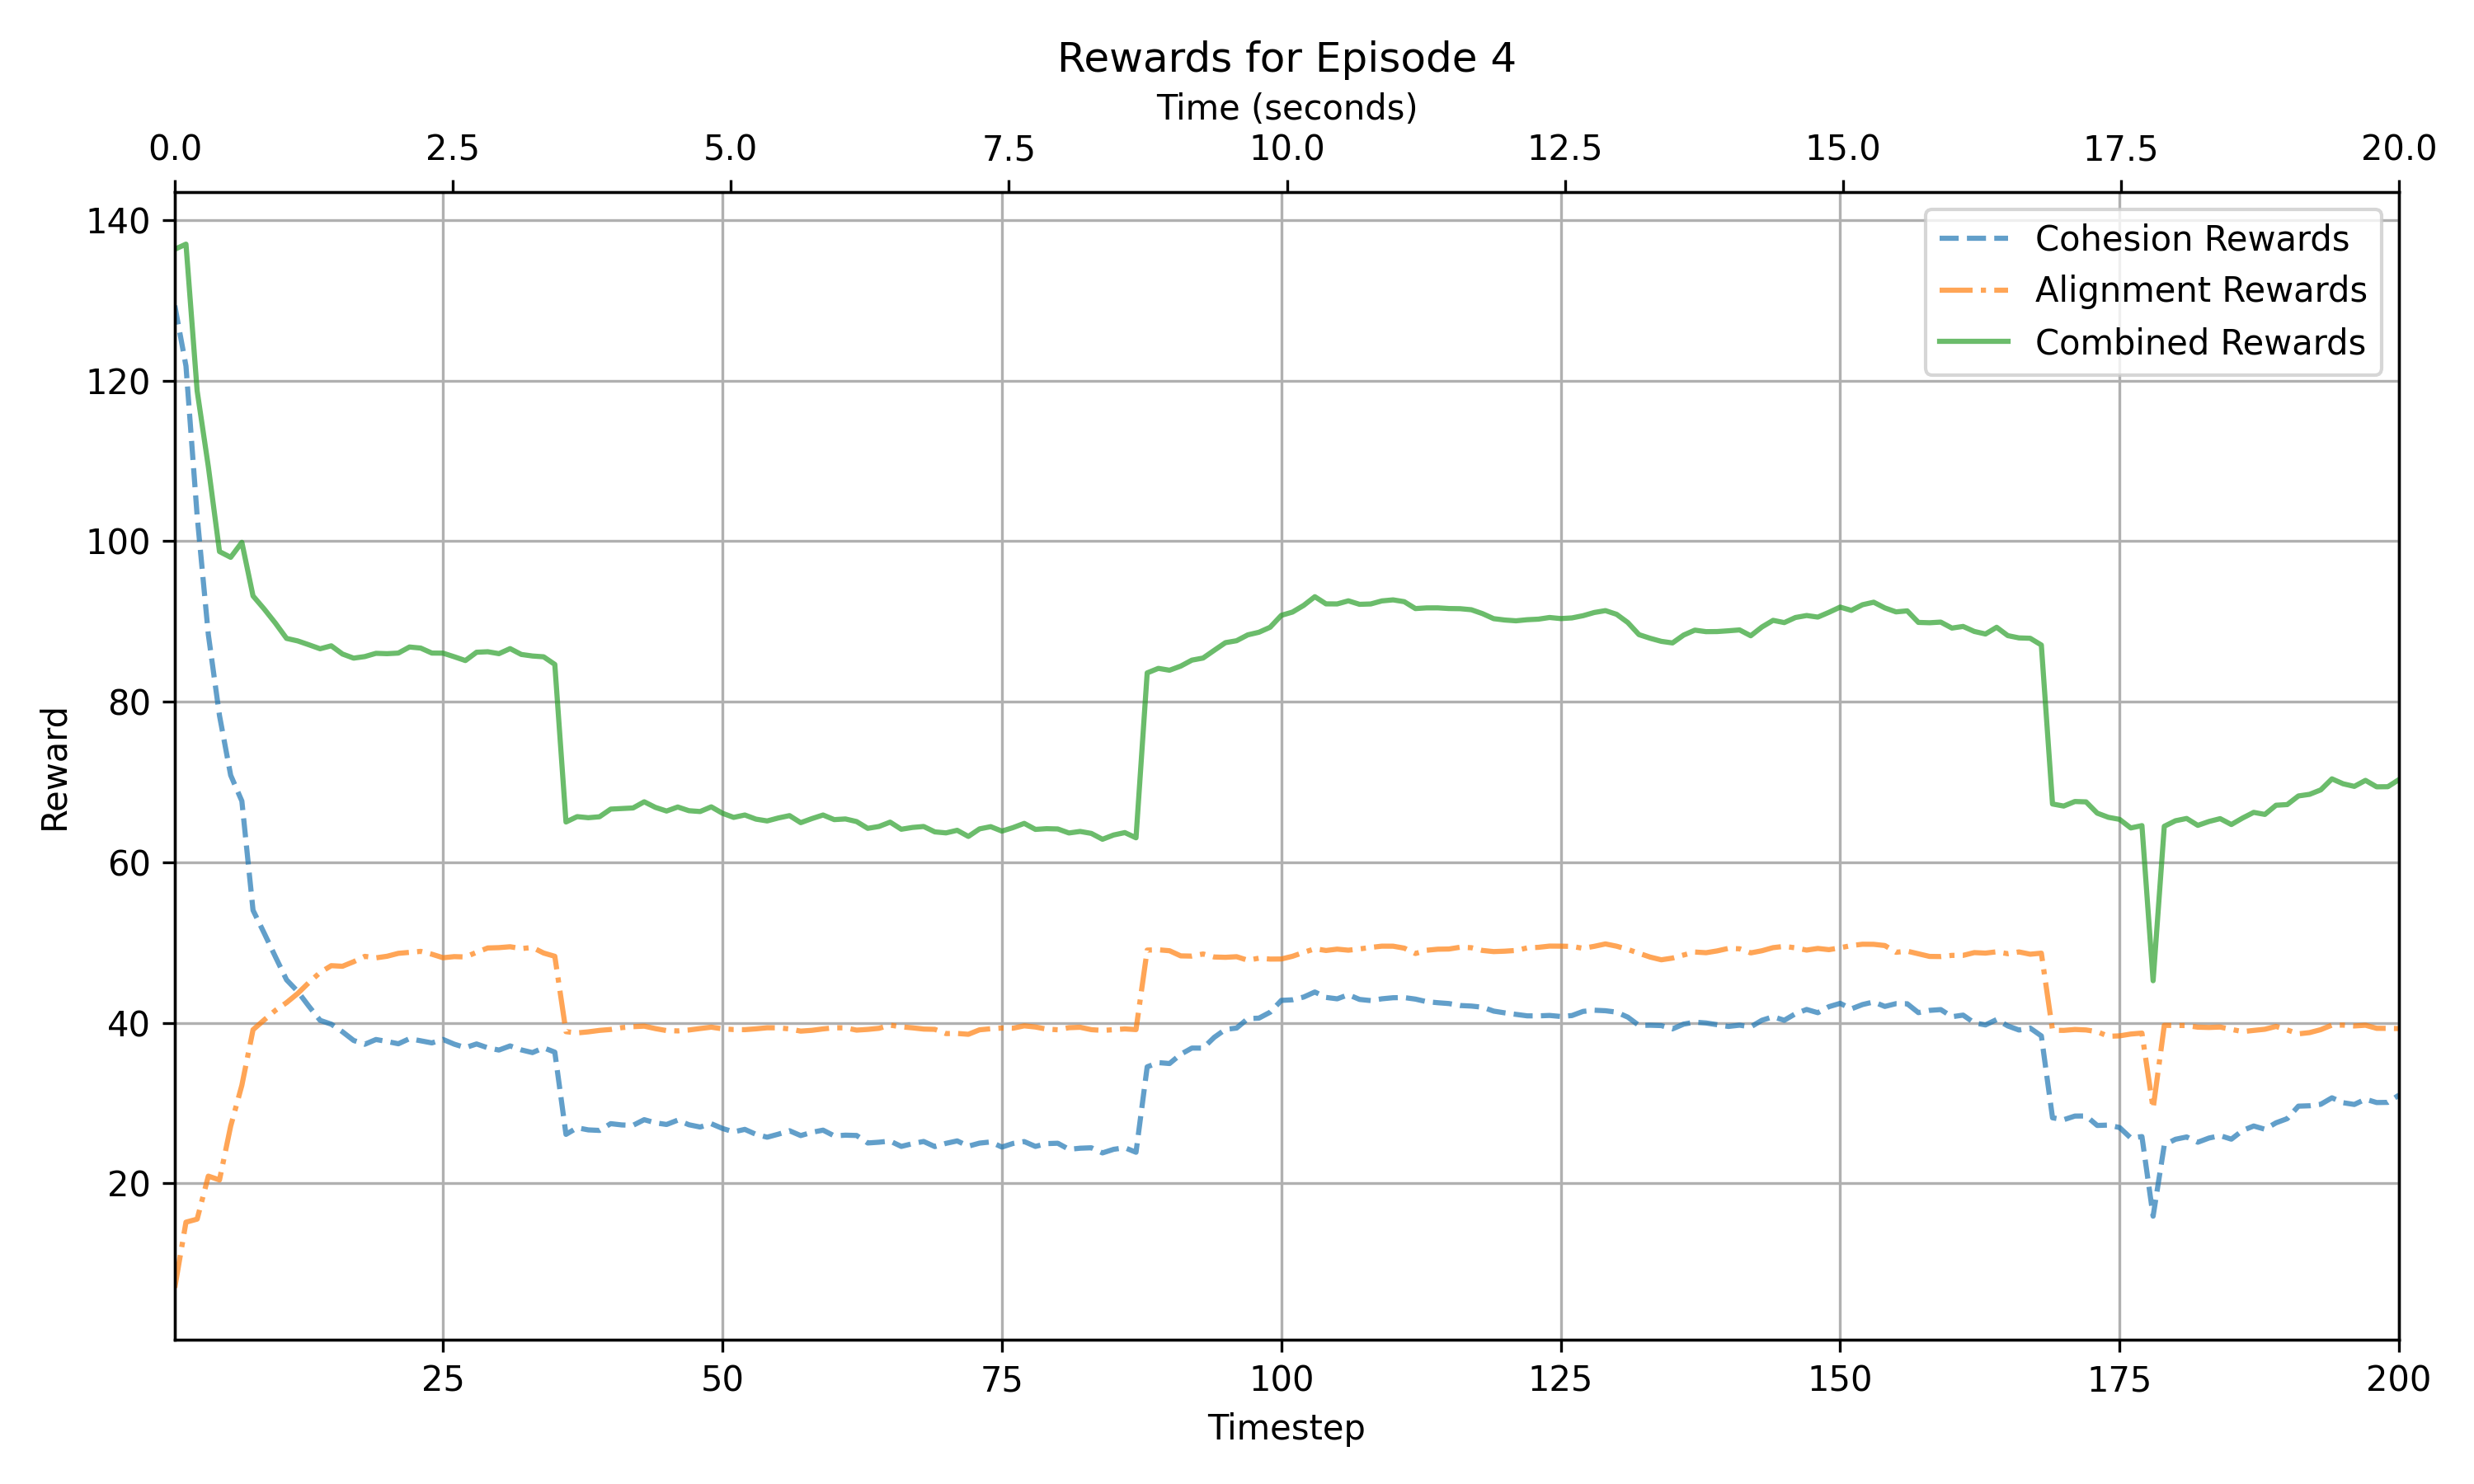 Rewards for Episode 4
Time (seconds)
0.0 2.5 5.0 7.5 10.0 12.5 15.0 17.5 20.0
140
120
100
80
60
40
20
Reward
Cohesion Rewards
Alignment Rewards
Combined Rewards
25 50 75 100 125 150 175 200
Timestep